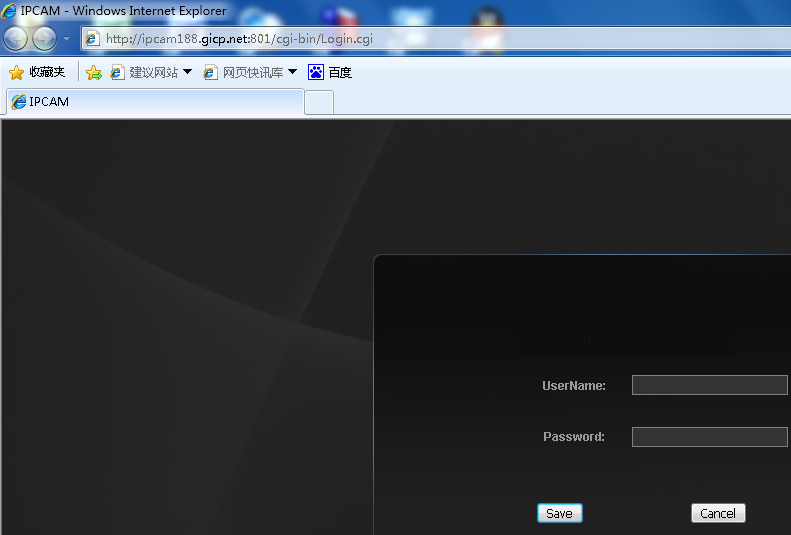 IPCAM - Windows Internet Explorer
http://ipcam188.gicp.net:801/cgi-bin/Login.cgi
收藏夹 建议网站 网页快讯库 百度
IPCAM
UserName:
Password:
Save Cancel